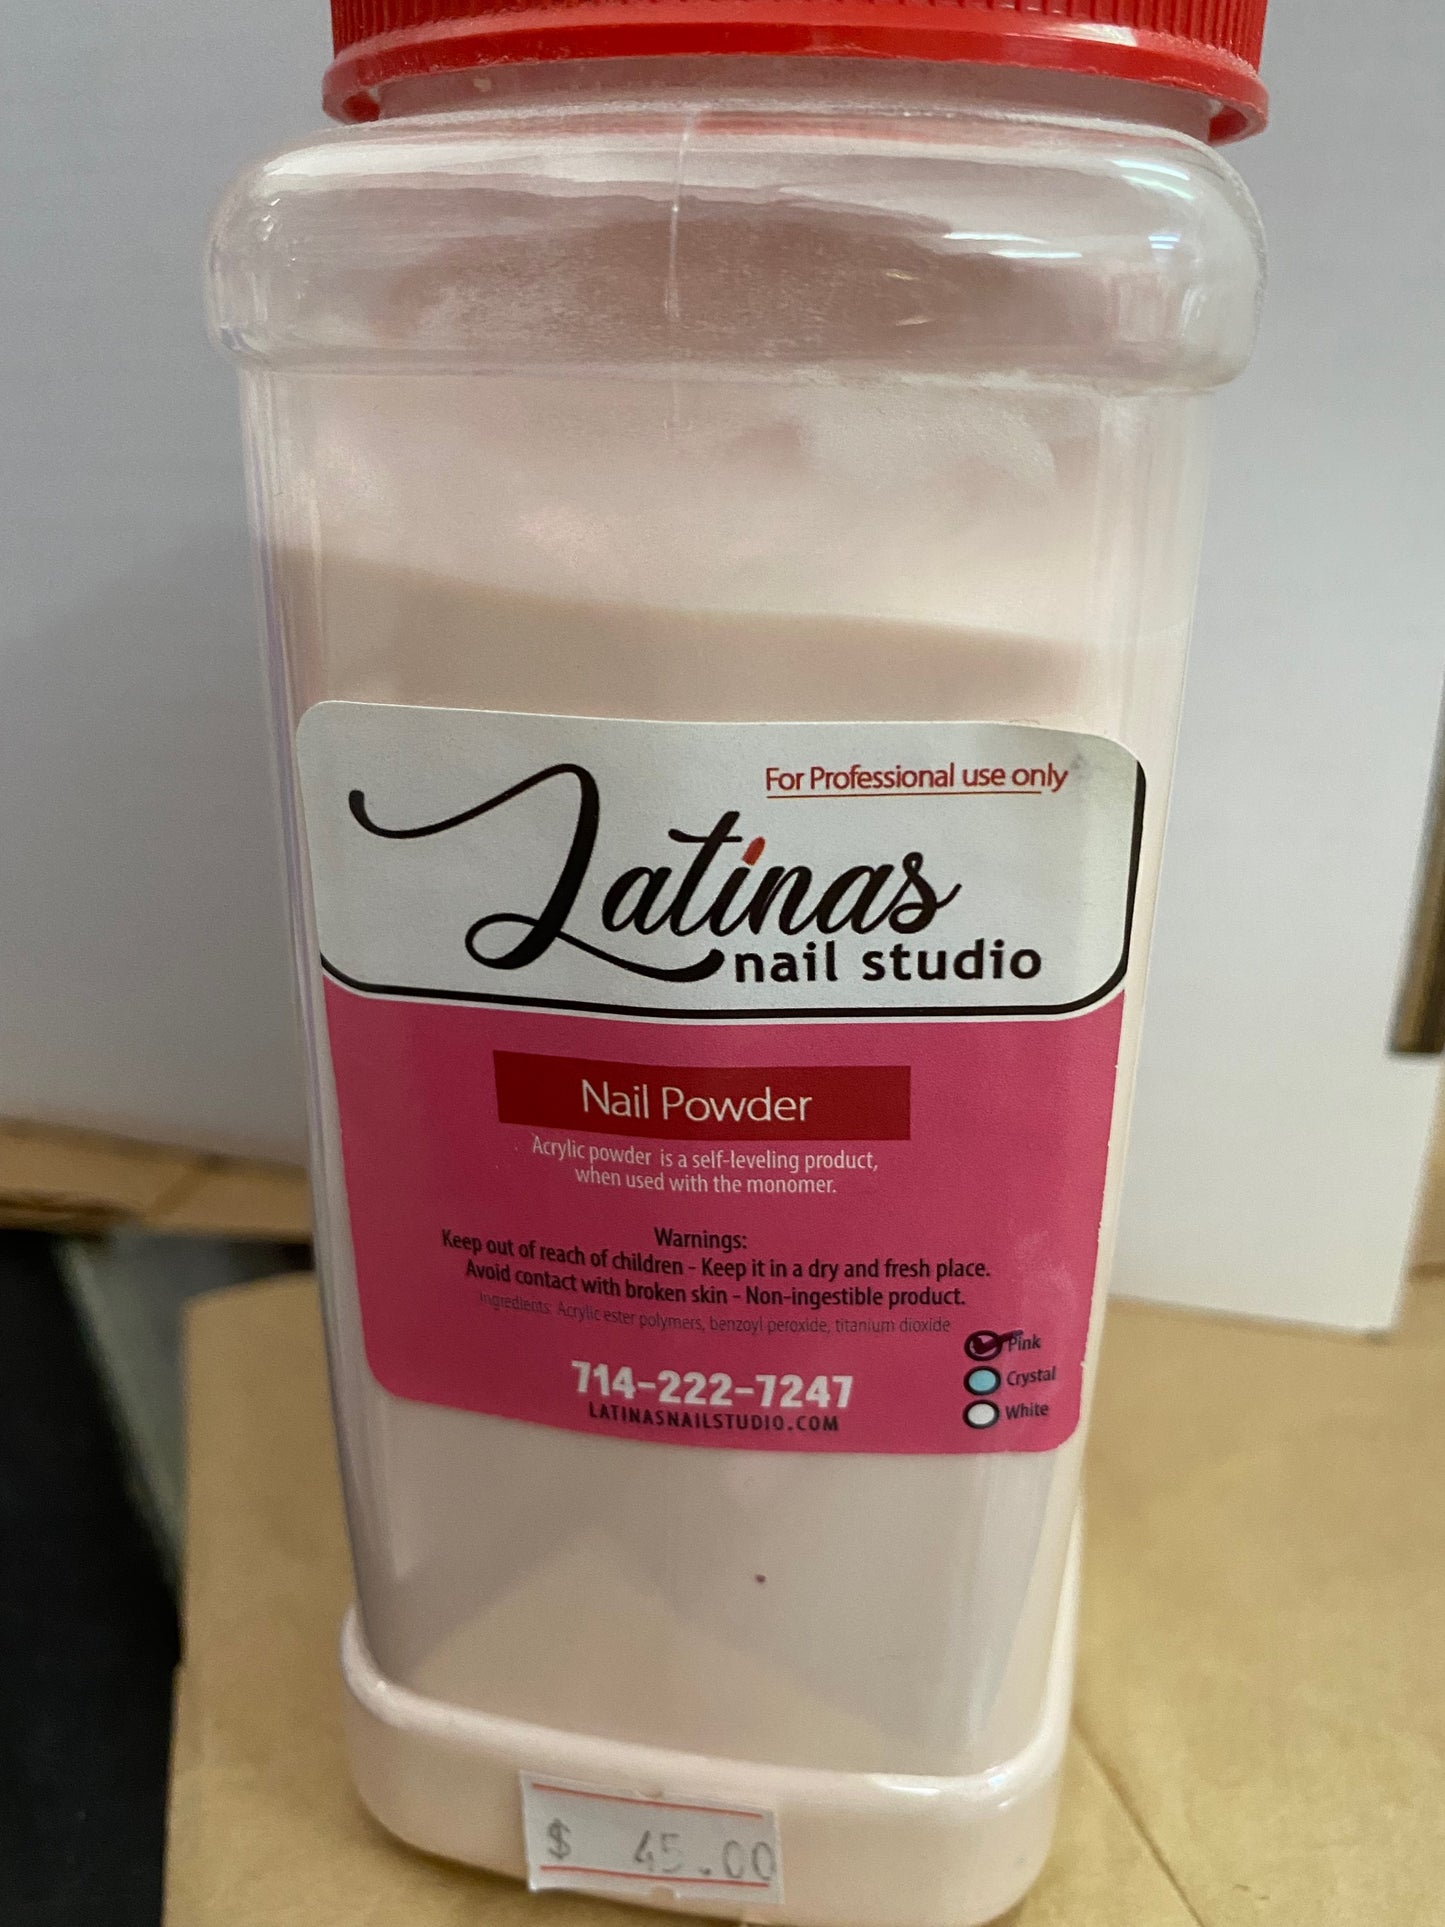 For Professional use only
Latinas
nail studio
Nail Powder
Acrylic powder is a self-leveling product,
when used with the monomer.
Warnings:
Keep out of reach of children - Keep it in a dry and fresh place.
Avoid contact with broken skin - Non-ingestible product.
Ingredients: Acrylic ester polymers, benzoyl peroxide, titanium dioxide
Pink
Crystal
White
714-222-7247
LATINASNAILSTUDIO.COM
$ 45.00